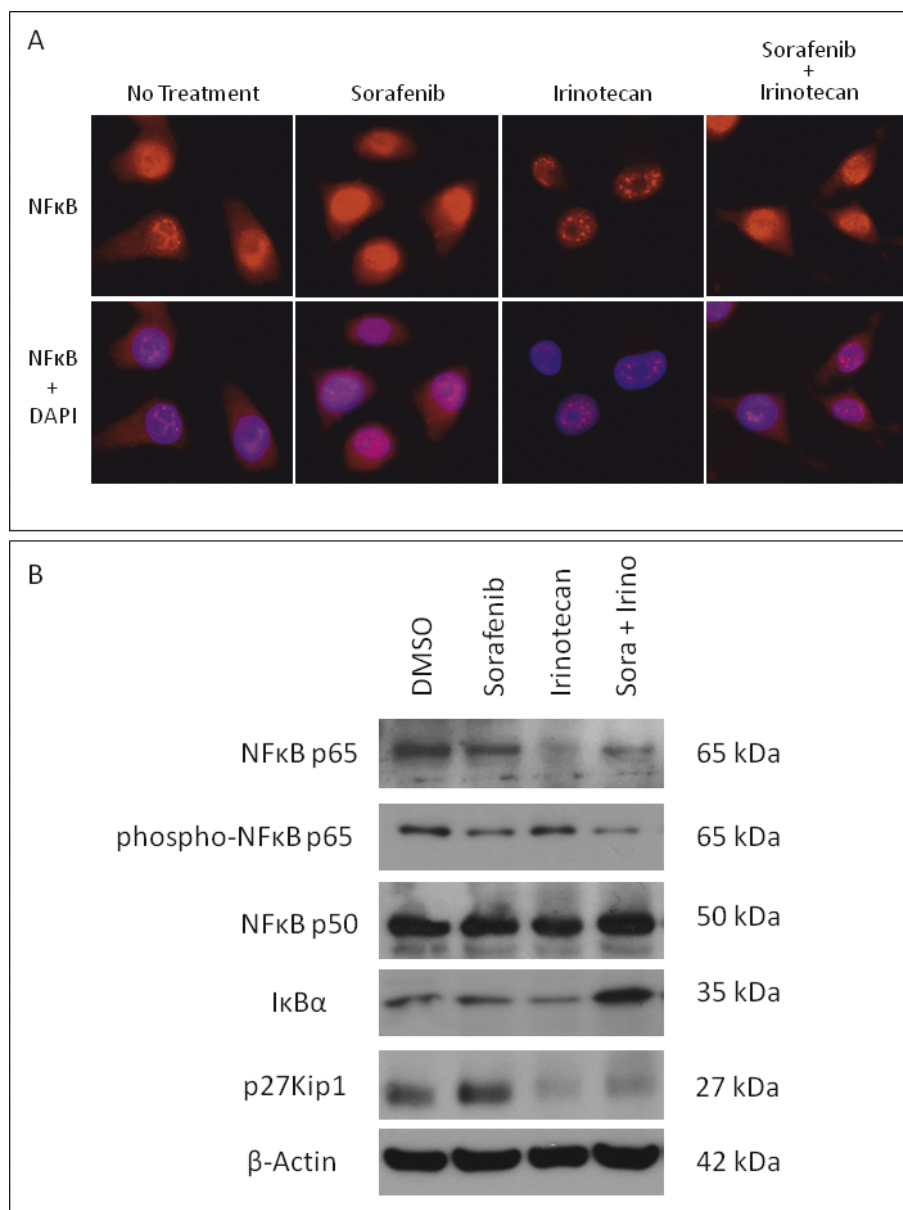 A
No Treatment
Sorafenib
Irinotecan
Sorafenib
+
Irinotecan
NFκB
NFκB
+
DAPI
B
DMSO
Sorafenib
Irinotecan
Sora + Irino
NFκB p65
65 kDa
phospho-NFκB p65
65 kDa
NFκB p50
50 kDa
IκBα
35 kDa
p27Kip1
27 kDa
β-Actin
42 kDa